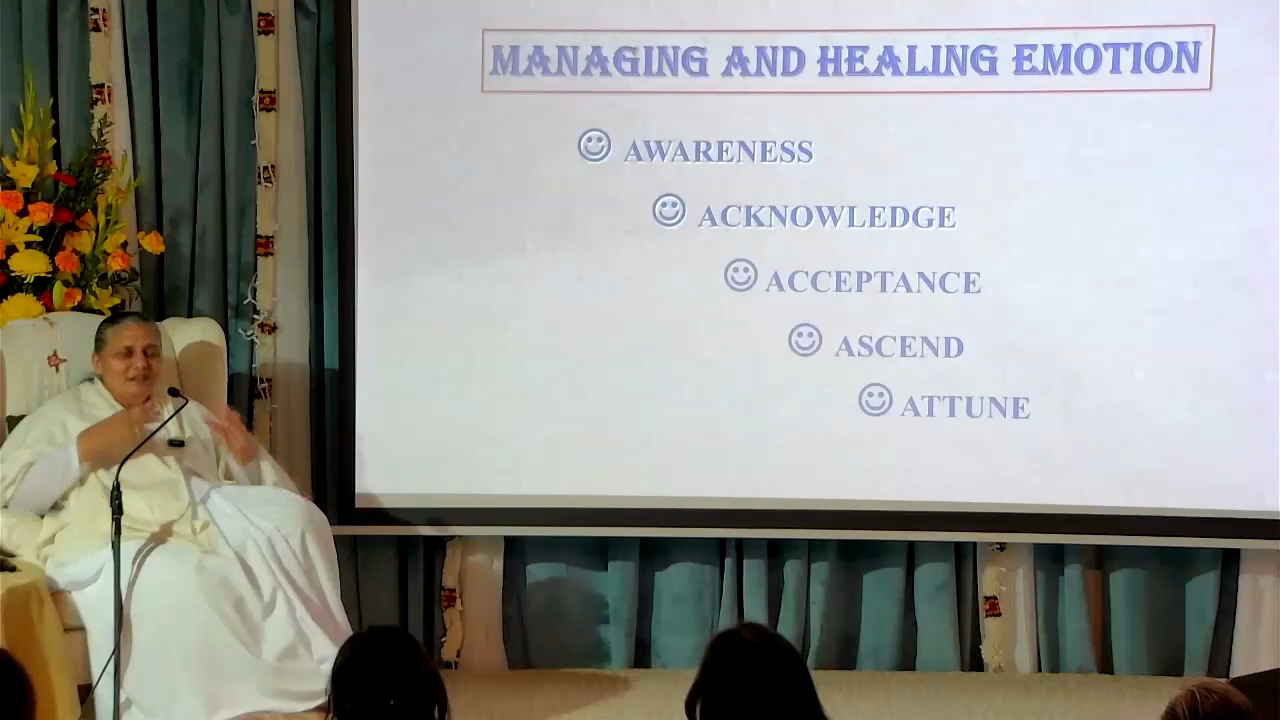 MANAGING AND HEALING EMOTION
AWARENESS
ACKNOWLEDGE
ACCEPTANCE
ASCEND
ATTUNE